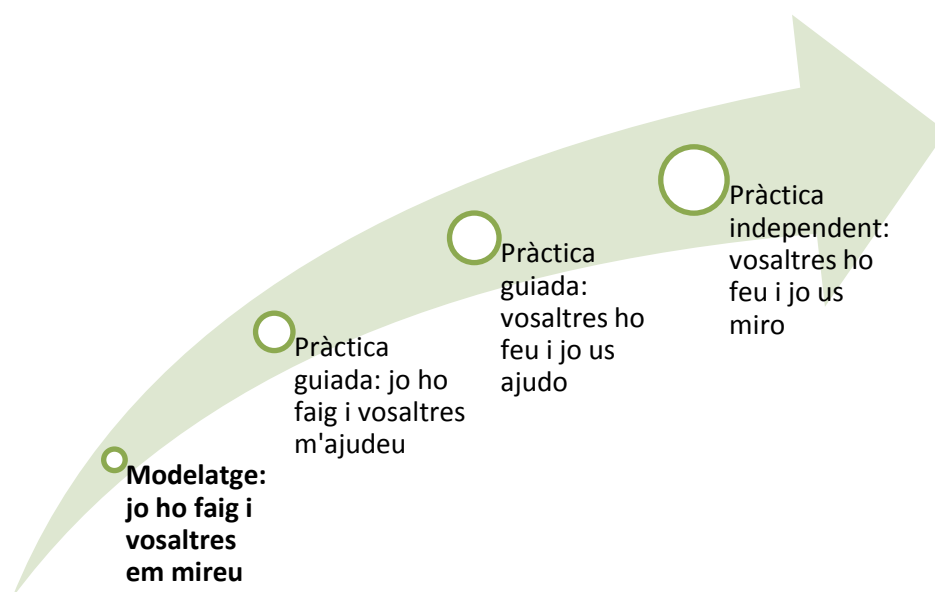 Modelatge:
jo ho faig i
vosaltres
em mireu
Pràctica
guiada: jo ho
faig i vosaltres
m'ajudeu
Pràctica
guiada:
vosaltres ho
feu i jo us
ajudo
Pràctica
independent:
vosaltres ho
feu i jo us
miro